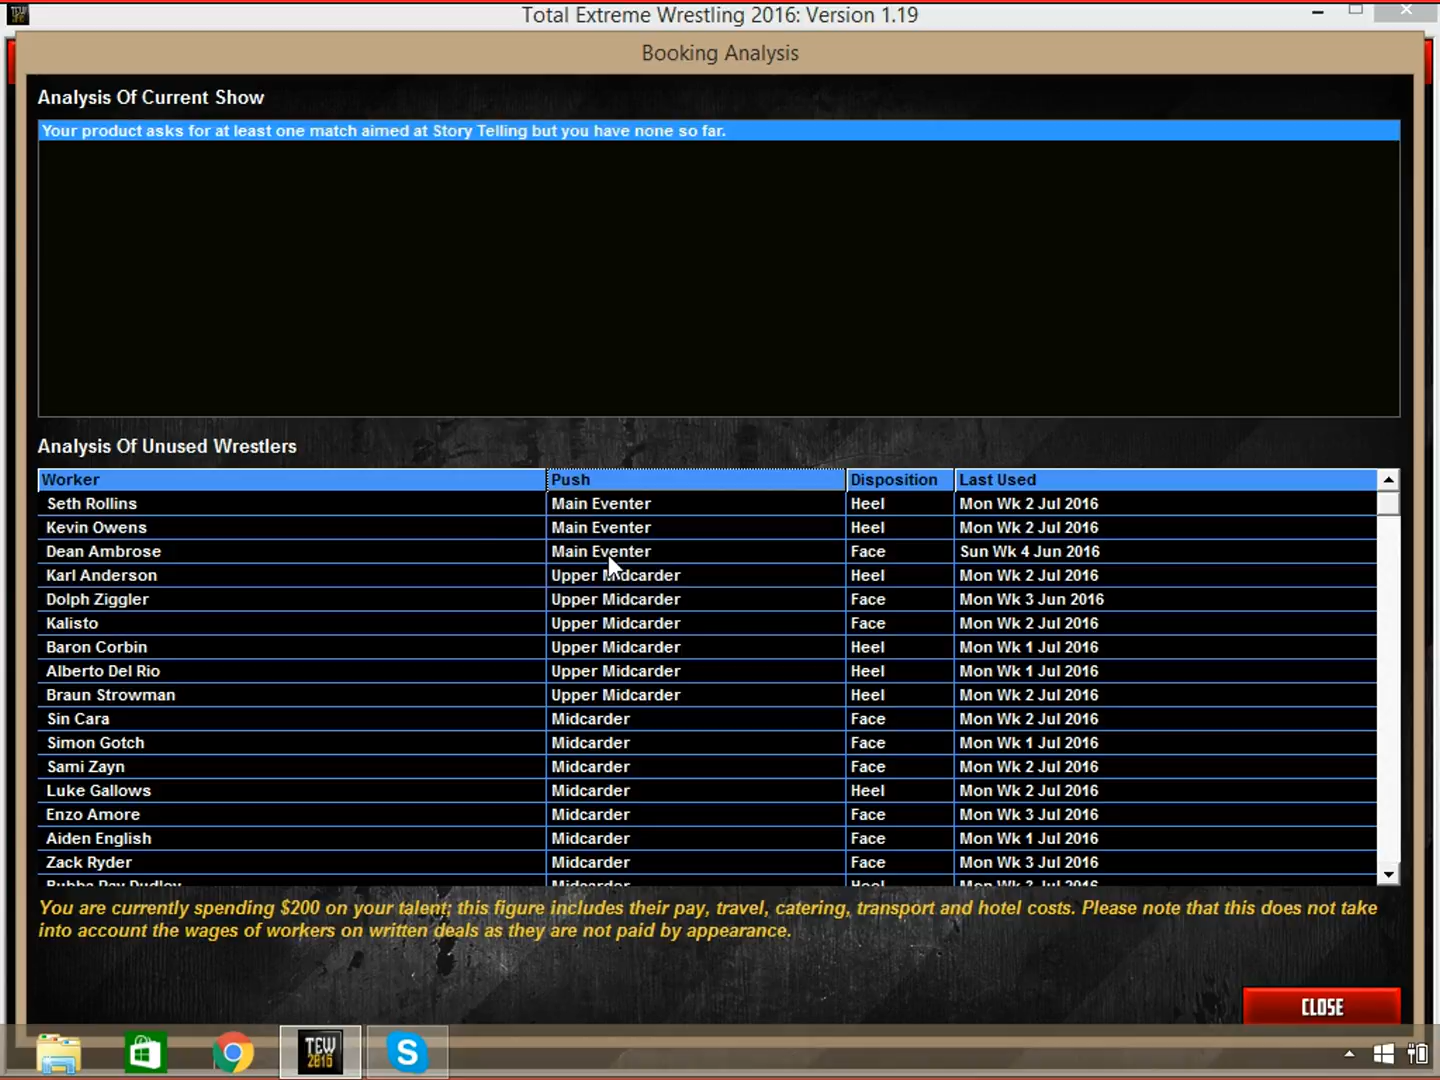 Total Extreme Wrestling 2016: Version 1.19
Booking Analysis
Analysis Of Current Show
Your product asks for at least one match aimed at Story Telling but you have none so far.
Analysis Of Unused Wrestlers
Worker Push Disposition Last Used
Seth Rollins Main Eventer Heel Mon Wk 2 Jul 2016
Kevin Owens Main Eventer Heel Mon Wk 2 Jul 2016
Dean Ambrose Main Eventer Face Sun Wk 4 Jun 2016
Karl Anderson Upper Midcarder Heel Mon Wk 2 Jul 2016
Dolph Ziggler Upper Midcarder Face Mon Wk 3 Jun 2016
Kalisto Upper Midcarder Face Mon Wk 2 Jul 2016
Baron Corbin Upper Midcarder Heel Mon Wk 1 Jul 2016
Alberto Del Rio Upper Midcarder Heel Mon Wk 1 Jul 2016
Braun Strowman Upper Midcarder Heel Mon Wk 2 Jul 2016
Sin Cara Midcarder Face Mon Wk 2 Jul 2016
Simon Gotch Midcarder Face Mon Wk 1 Jul 2016
Sami Zayn Midcarder Face Mon Wk 2 Jul 2016
Luke Gallows Midcarder Heel Mon Wk 2 Jul 2016
Enzo Amore Midcarder Face Mon Wk 3 Jul 2016
Aiden English Midcarder Face Mon Wk 1 Jul 2016
Zack Ryder Midcarder Face Mon Wk 3 Jul 2016
Bubba Ray Dudley Midcarder Heel Mon Wk Jul 2016
You are currently spending $200 on your talent; this figure includes their pay, travel, catering, transport and hotel costs. Please note that this does not take
into account the wages of workers on written deals as they are not paid by appearance.
CLOSE
TEW
2016
S